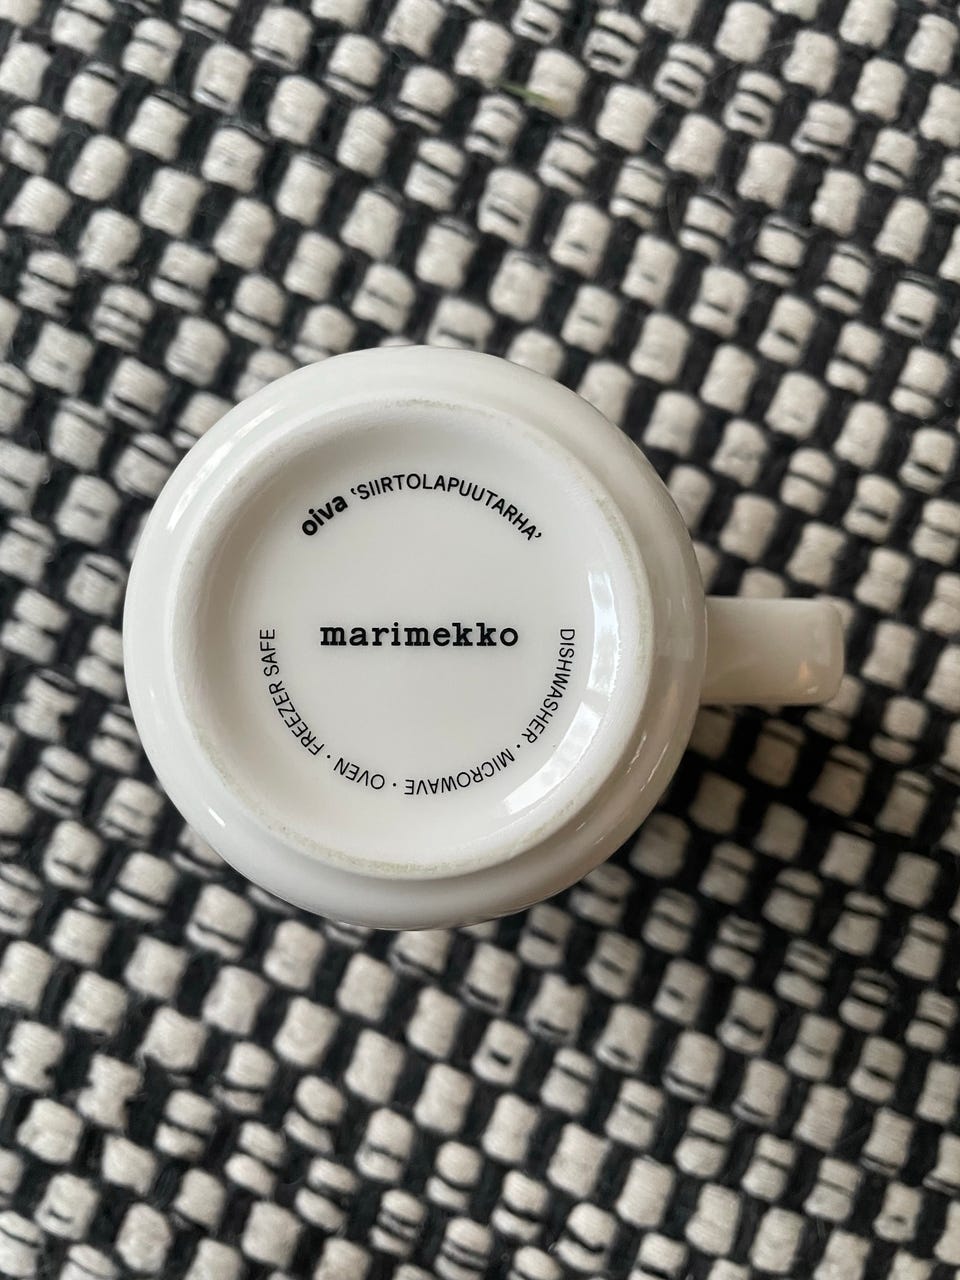 oiva ‘SIIRTOLAPUUTARHA’
marimekko
DISHWASHER · MICROWAVE · OVEN · FREEZER SAFE